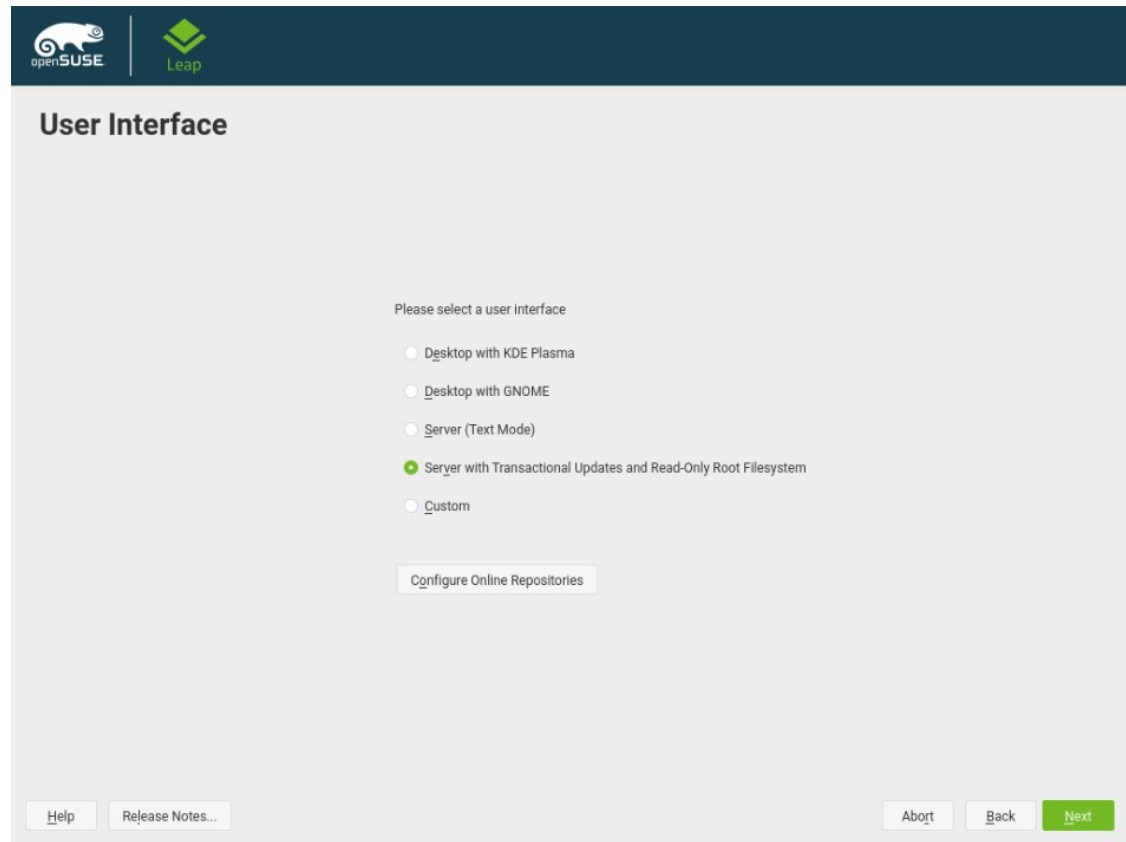 openSUSE
Leap
User Interface
Please select a user interface
Desktop with KDE Plasma
Desktop with GNOME
Server (Text Mode)
Server with Transactional Updates and Read-Only Root Filesystem
Custom
Configure Online Repositories
Help Release Notes... Abort Back Next